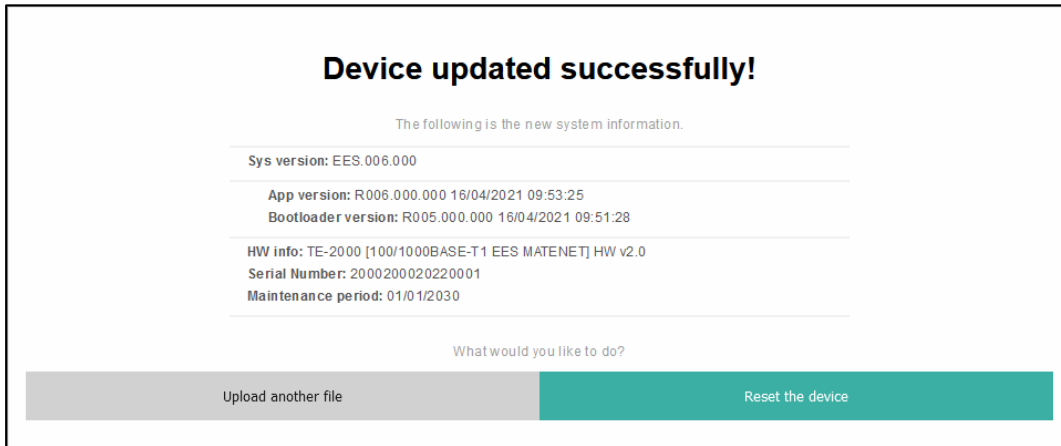 Device updated successfully!
The following is the new system information.
Sys version: EES.006.000
App version: R006.000.000 16/04/2021 09:53:25
Bootloader version: R005.000.000 16/04/2021 09:51:28
HW info: TE-2000 [100/1000BASE-T1 EES MATENET] HW v2.0
Serial Number: 2000200020220001
Maintenance period: 01/01/2030
What would you like to do?
Upload another file
Reset the device